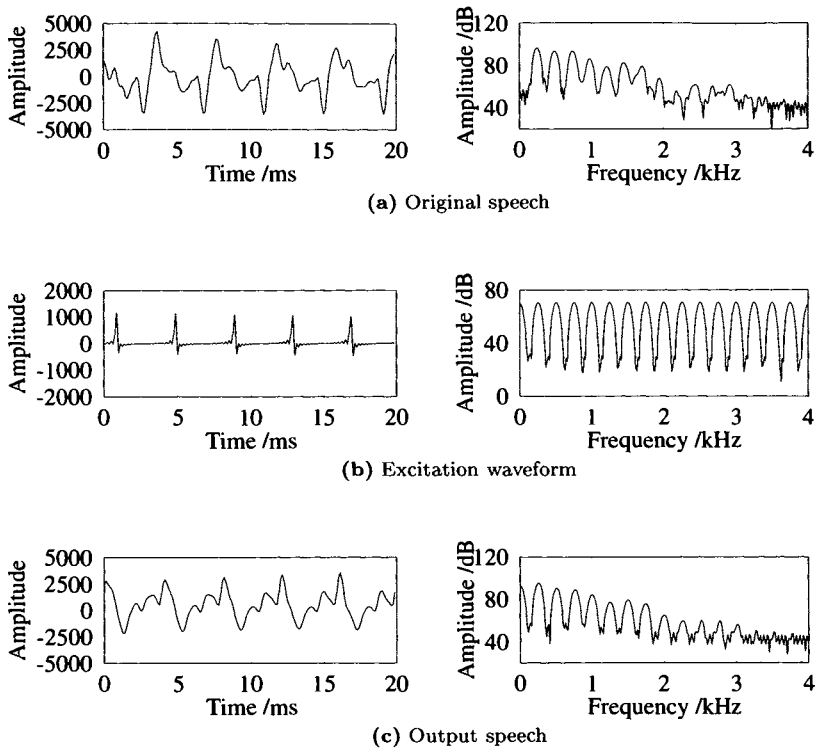 5000
2500
0
-2500
-5000
Amplitude
0 5 10 15 20
Time /ms
120
80
40
Amplitude /dB
0 1 2 3 4
Frequency /kHz
(a) Original speech
2000
1000
0
-1000
-2000
Amplitude
0 5 10 15 20
Time /ms
80
40
0
Amplitude /dB
0 1 2 3 4
Frequency /kHz
(b) Excitation waveform
5000
2500
0
-2500
-5000
Amplitude
0 5 10 15 20
Time /ms
120
80
40
Amplitude /dB
0 1 2 3 4
Frequency /kHz
(c) Output speech